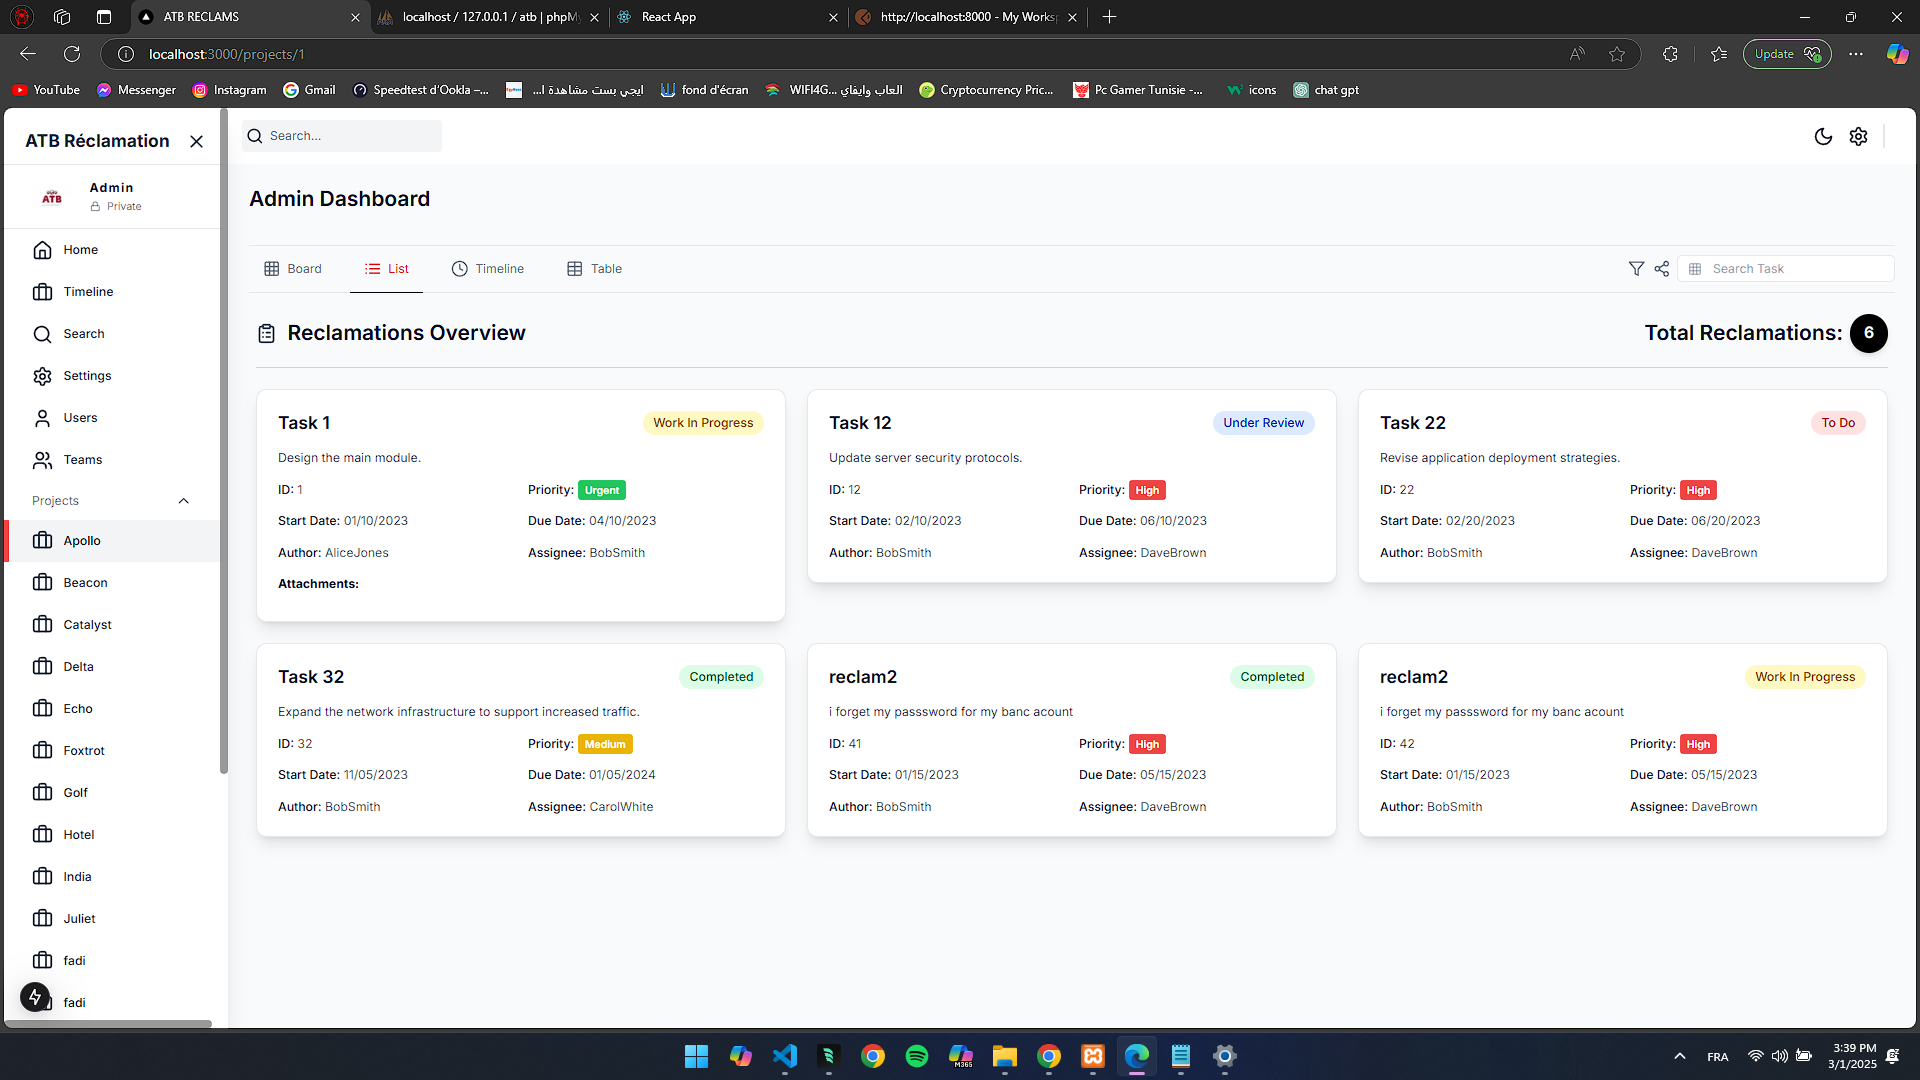 ATB RECLAMS
localhost / 127.0.0.1 / atb | phpMy
React App
http://localhost:8000 - My Worksp
localhost:3000/projects/1
Update
YouTube
Messenger
Instagram
Gmail
Speedtest d'Ookla –...
ايجي بست مشاهدة ا...
fond d'écran
WIFI4G... العاب وايفاي
Cryptocurrency Pric...
Pc Gamer Tunisie -...
icons
chat gpt
ATB Réclamation
Search...
ATB
Admin
Private
Home
Timeline
Search
Settings
Users
Teams
Projects
Apollo
Beacon
Catalyst
Delta
Echo
Foxtrot
Golf
Hotel
India
Juliet
fadi
fadi
Admin Dashboard
Board
List
Timeline
Table
Search Task
Reclamations Overview
Total Reclamations: 6
Task 1
Work In Progress
Design the main module.
ID: 1
Priority: Urgent
Start Date: 01/10/2023
Due Date: 04/10/2023
Author: AliceJones
Assignee: BobSmith
Attachments:
Task 12
Under Review
Update server security protocols.
ID: 12
Priority: High
Start Date: 02/10/2023
Due Date: 06/10/2023
Author: BobSmith
Assignee: DaveBrown
Task 22
To Do
Revise application deployment strategies.
ID: 22
Priority: High
Start Date: 02/20/2023
Due Date: 06/20/2023
Author: BobSmith
Assignee: DaveBrown
Task 32
Completed
Expand the network infrastructure to support increased traffic.
ID: 32
Priority: Medium
Start Date: 11/05/2023
Due Date: 01/05/2024
Author: BobSmith
Assignee: CarolWhite
reclam2
Completed
i forget my passsword for my banc acount
ID: 41
Priority: High
Start Date: 01/15/2023
Due Date: 05/15/2023
Author: BobSmith
Assignee: DaveBrown
reclam2
Work In Progress
i forget my passsword for my banc acount
ID: 42
Priority: High
Start Date: 01/15/2023
Due Date: 05/15/2023
Author: BobSmith
Assignee: DaveBrown
M365
FRA
3:39 PM
3/1/2025